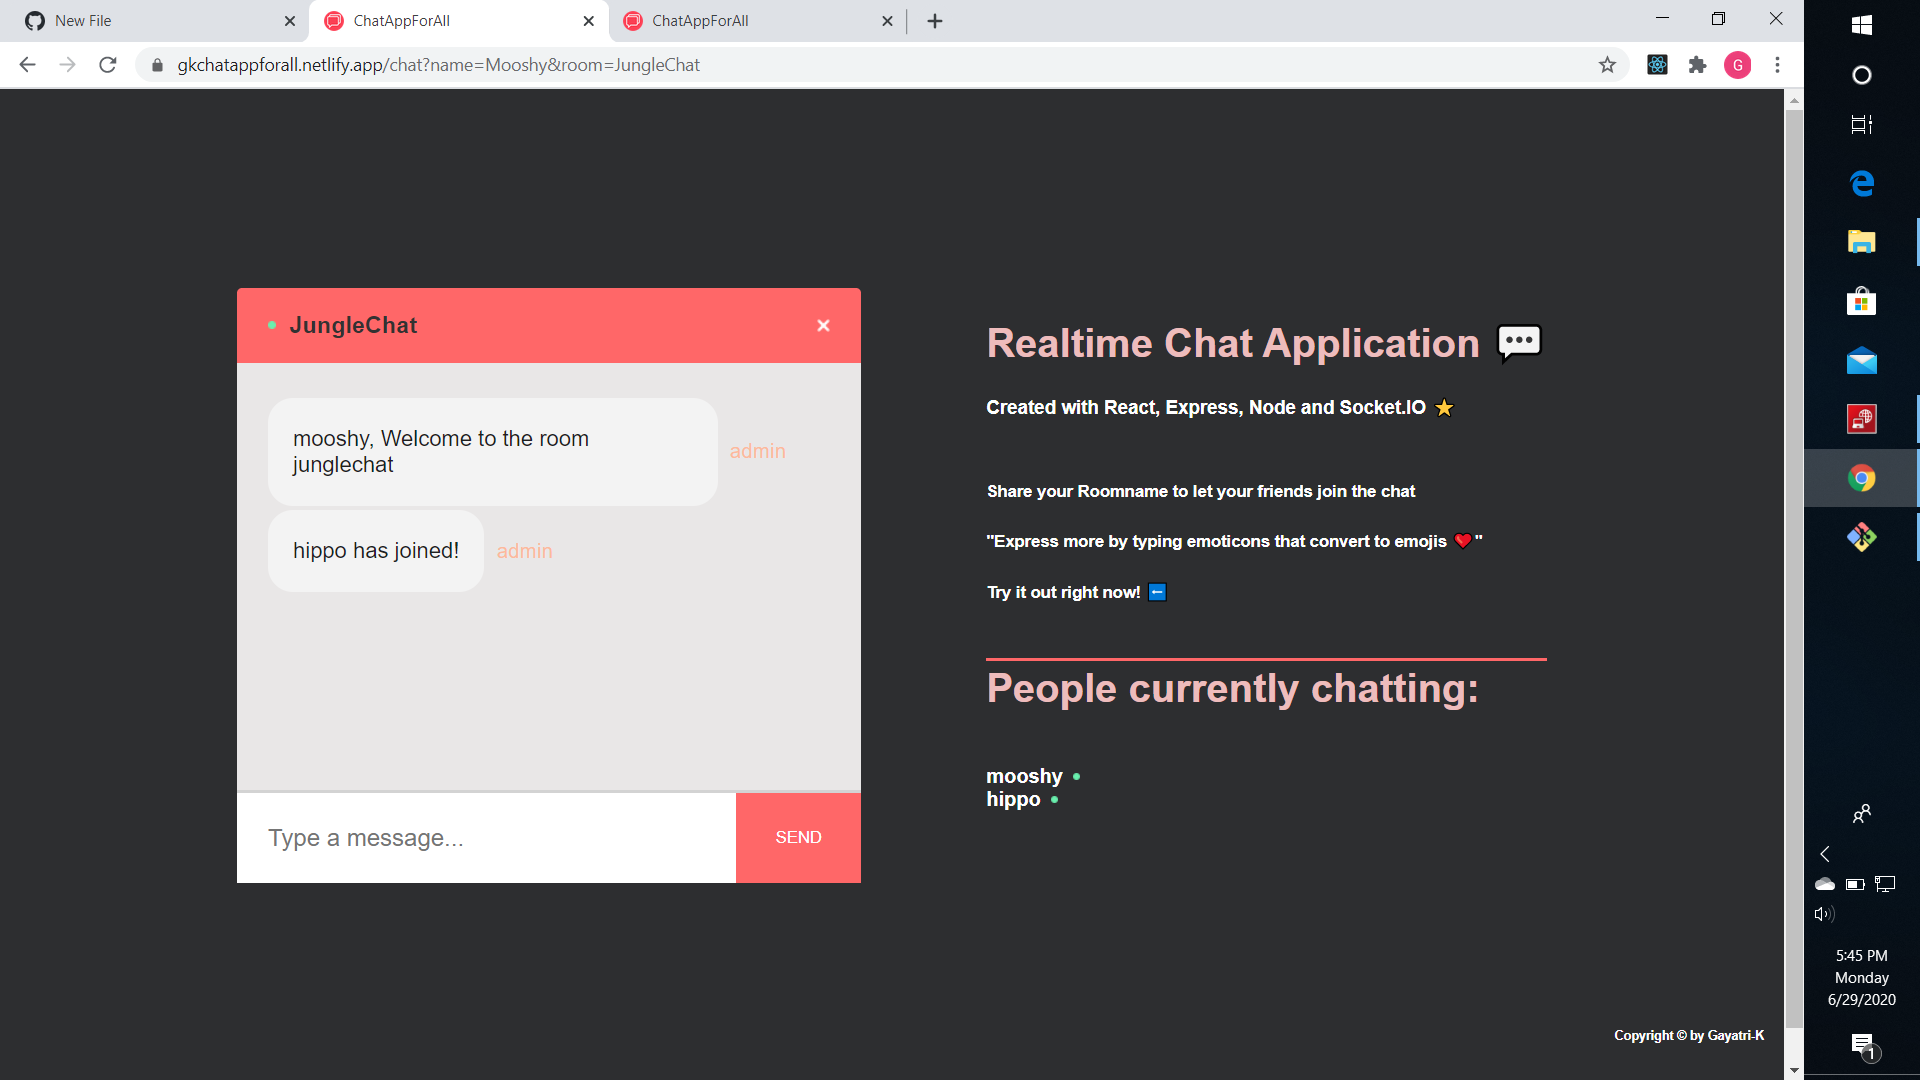 New File
ChatAppForAll
ChatAppForAll
gkchatappforall.netlify.app/chat?name=Mooshy&room=JungleChat
G
JungleChat
mooshy, Welcome to the room
junglechat
admin
hippo has joined!
admin
Type a message...
SEND
Realtime Chat Application 💬
Created with React, Express, Node and Socket.IO ⭐
Share your Roomname to let your friends join the chat
"Express more by typing emoticons that convert to emojis ❤️"
Try it out right now! ⬅️
People currently chatting:
mooshy
hippo
Copyright © by Gayatri-K
5:45 PM
Monday
6/29/2020
1